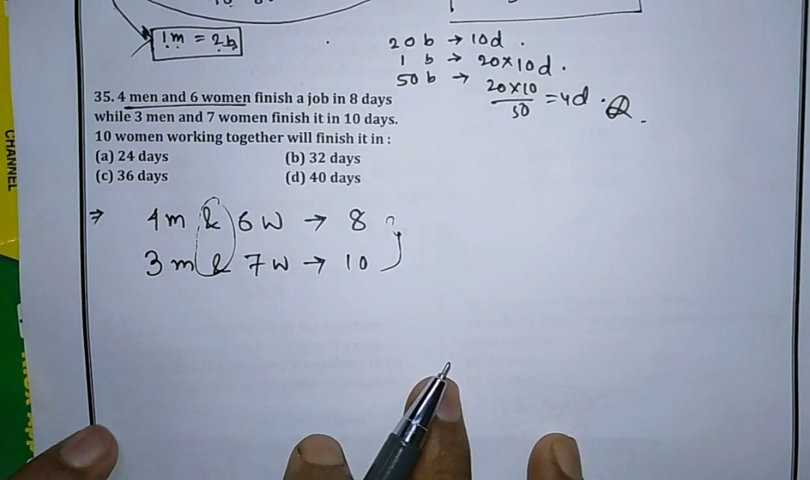 1m = 2b
20b → 10d.
1 b → 20×10d.
50b → 20×10/50 = 4d.
35. 4 men and 6 women finish a job in 8 days
while 3 men and 7 women finish it in 10 days.
10 women working together will finish it in :
(a) 24 days (b) 32 days
(c) 36 days (d) 40 days
⇒ 4m & 6W → 8
3m & 7W → 10
CHANNEL